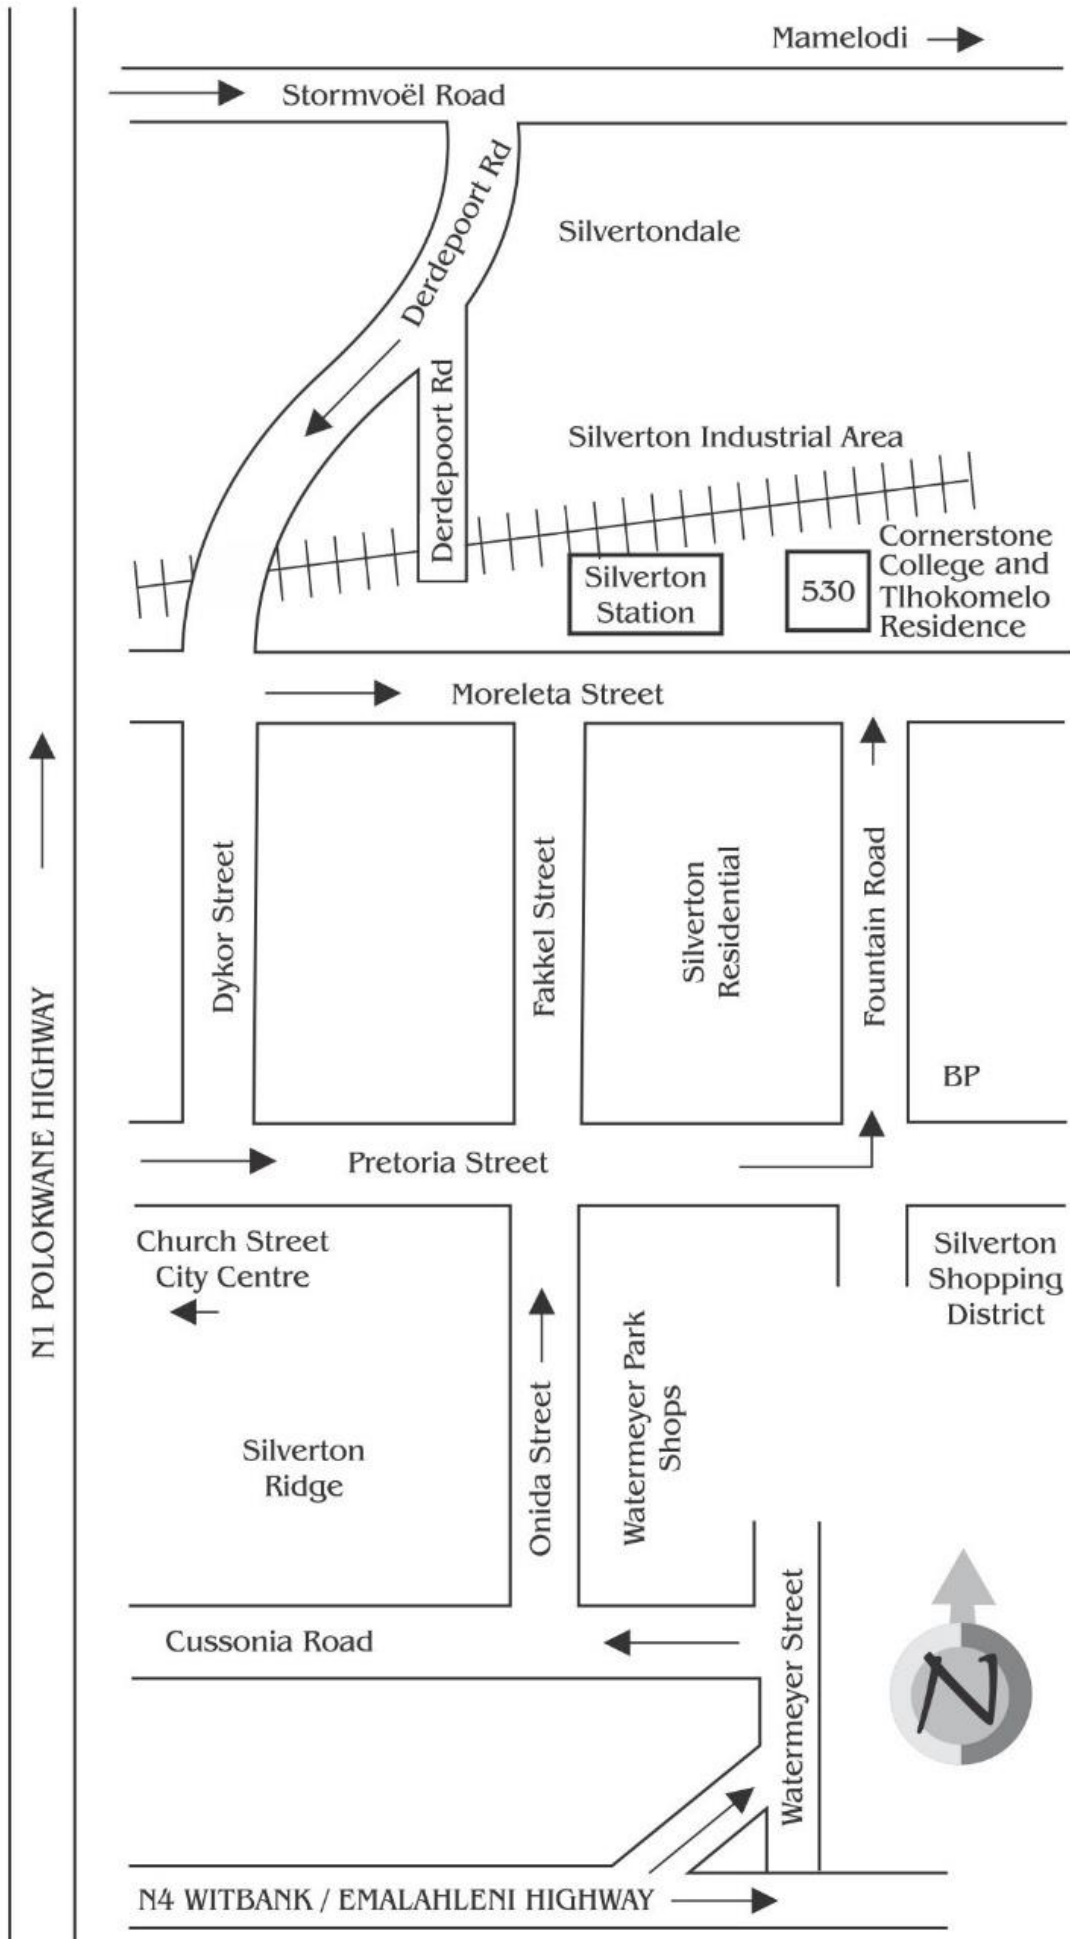 Mamelodi
Stormvoël Road
Derdepoort Rd
Silvertondale
Derdepoort Rd
Silverton Industrial Area
Silverton
Station
530
Cornerstone
College and
Tlhokomelo
Residence
Moreleta Street
Dykor Street
Fakkel Street
Silverton
Residential
Fountain Road
BP
N1 POLOKWANE HIGHWAY
Pretoria Street
Church Street
City Centre
Silverton
Shopping
District
Silverton
Ridge
Onida Street
Watermeyer Park
Shops
Cussonia Road
Watermeyer Street
N
N4 WITBANK / EMALAHLENI HIGHWAY